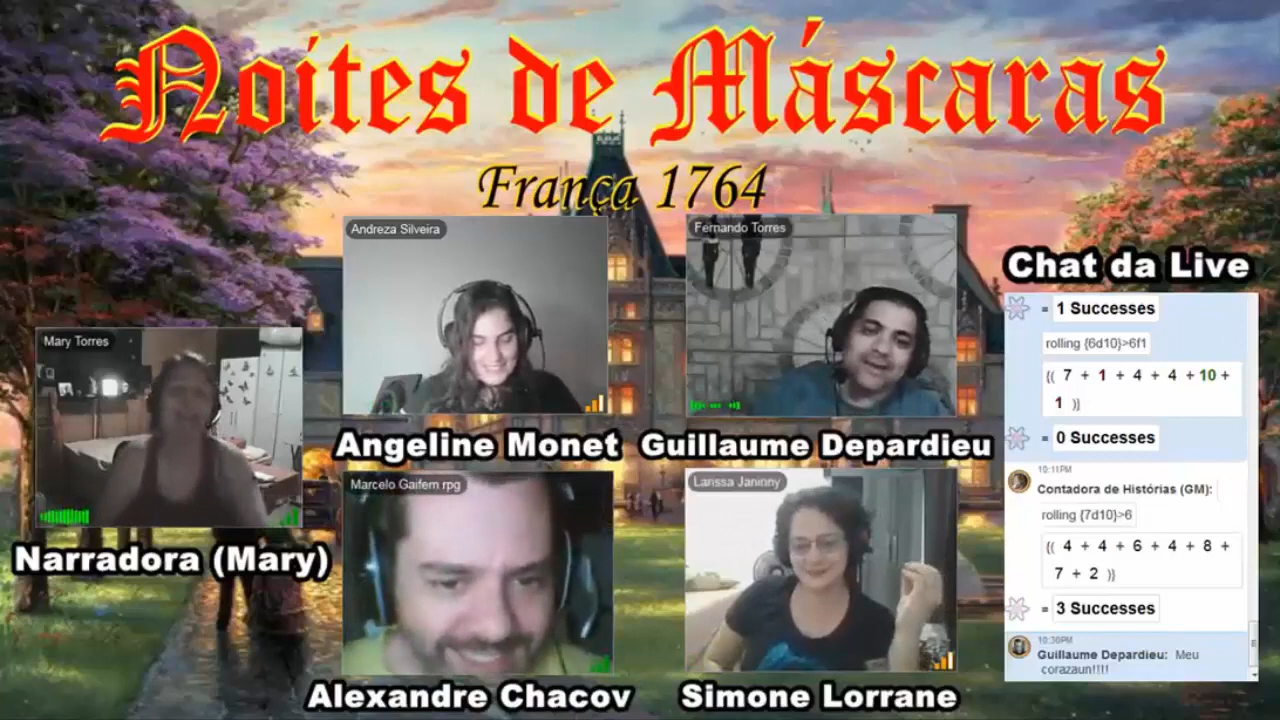 Noites de Máscaras
França 1764
Andreza Silveira
Fernando Torres
Mary Torres
Angeline Monet
Guillaume Depardieu
Marcelo Gaifem rpg
Larissa Janinny
Narradora (Mary)
Alexandre Chacov
Simone Lorrane
Chat da Live
= 1 Successes
rolling {6d10}>6f1
(( 7 + 1 + 4 + 4 + 10 +
1 ))
= 0 Successes
10:11PM
Contadora de Histórias (GM):
rolling {7d10}>6
(( 4 + 4 + 6 + 4 + 8 +
7 + 2 ))
= 3 Successes
10:30PM
Guillaume Depardieu: Meu
corazaun!!!!